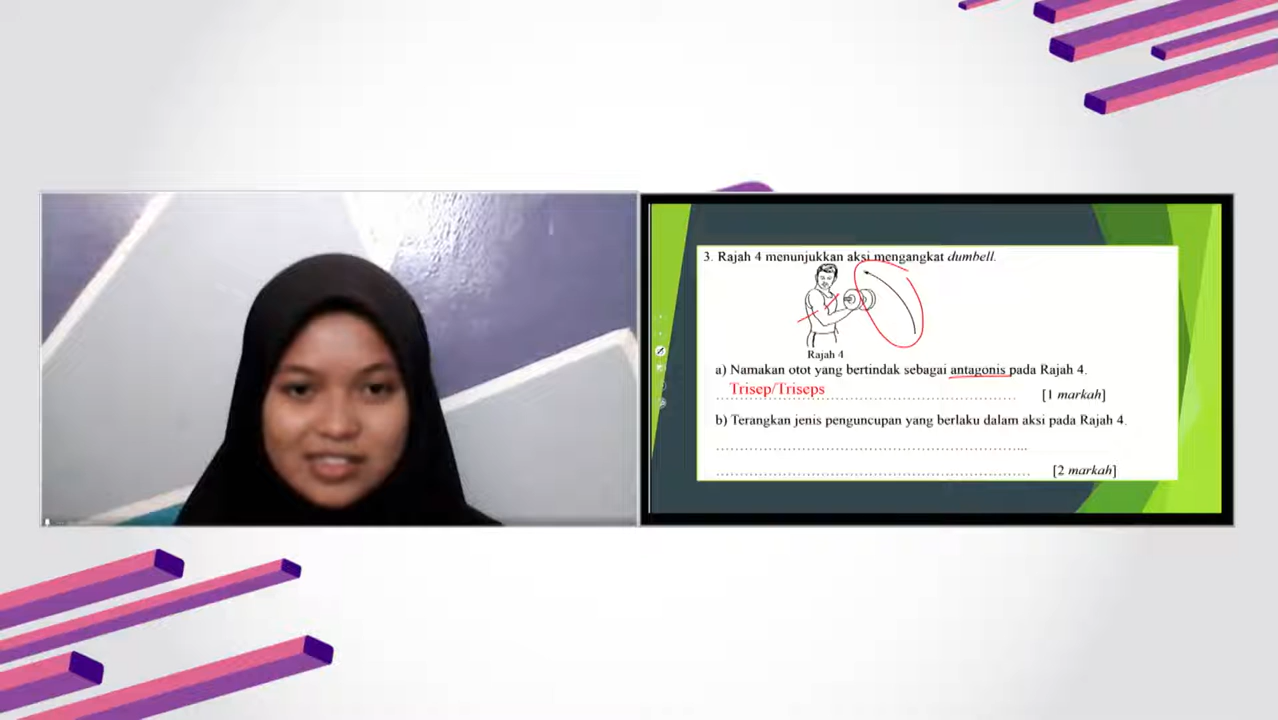 3. Rajah 4 menunjukkan aksi mengangkat dumbell.
Rajah 4
a) Namakan otot yang bertindak sebagai antagonis pada Rajah 4.
Trisep/Triseps
[1 markah]
b) Terangkan jenis penguncupan yang berlaku dalam aksi pada Rajah 4.
[2 markah]